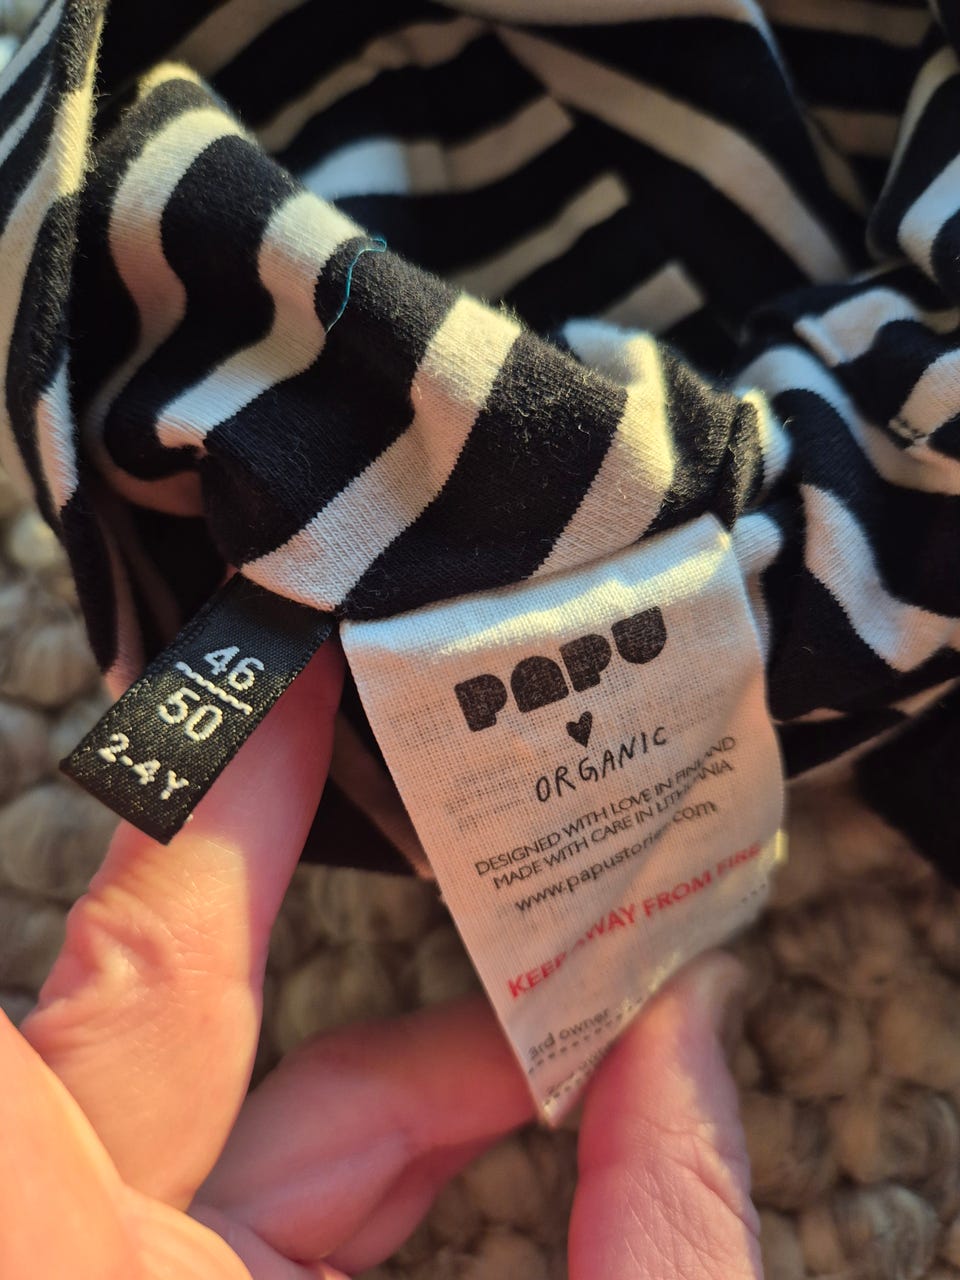 46
50
2-4Y
PAPU
ORGANIC
DESIGNED WITH LOVE IN FINLAND
MADE WITH CARE IN LITHUANIA
www.papustories.com
KEEP AWAY FROM FIRE
3rd owner